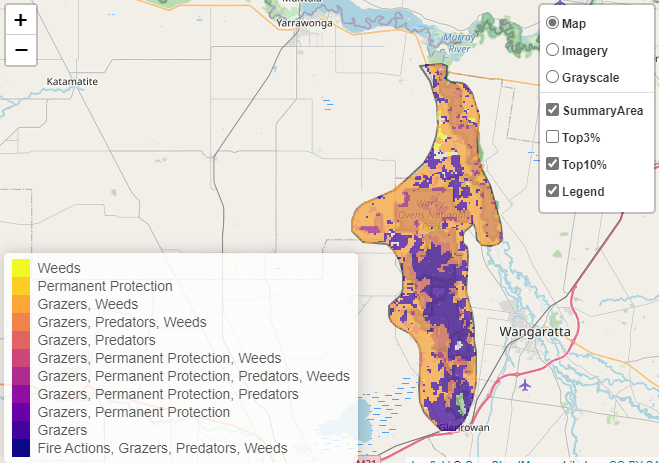 +
−
Yarrawonga
Murray
River
Katamatite
Warby
Ovens National
Wangaratta
Glenrowan
M31
Map
Imagery
Grayscale
SummaryArea
Top3%
Top10%
Legend
Weeds
Permanent Protection
Grazers, Weeds
Grazers, Predators, Weeds
Grazers, Predators
Grazers, Permanent Protection, Weeds
Grazers, Permanent Protection, Predators, Weeds
Grazers, Permanent Protection, Predators
Grazers, Permanent Protection
Grazers
Fire Actions, Grazers, Predators, Weeds